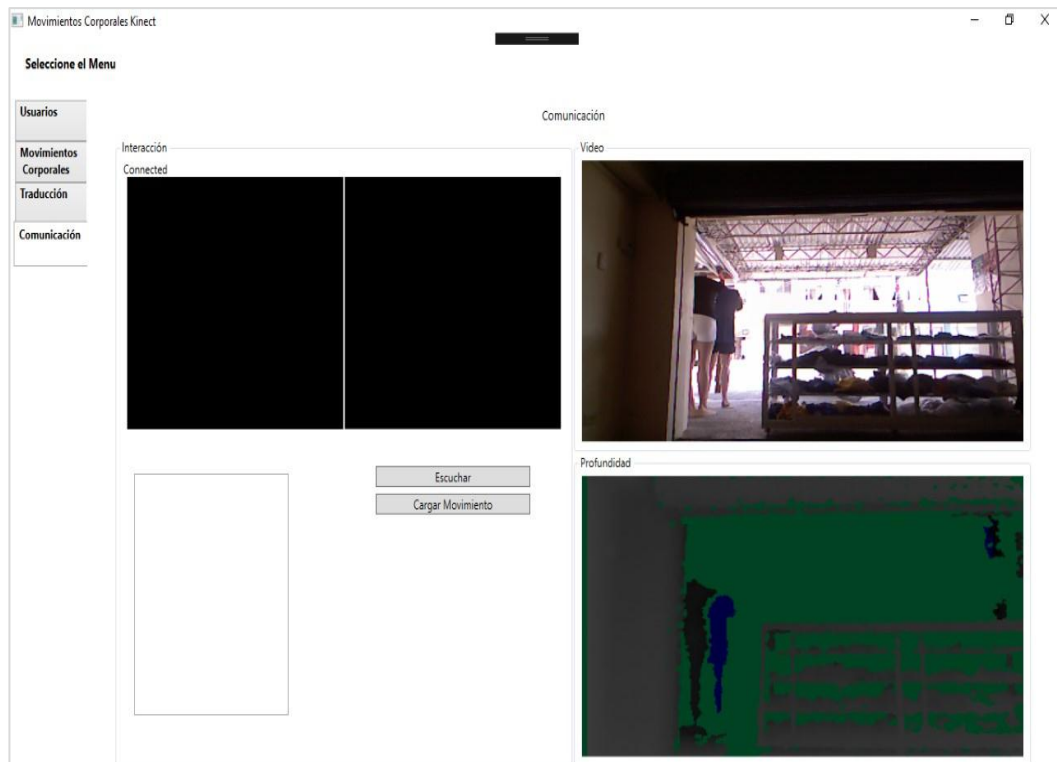 Movimientos Corporales Kinect
Seleccione el Menu
Usuarios
Movimientos
Corporales
Traducción
Comunicación
Comunicación
Interacción
Connected
Escuchar
Cargar Movimiento
Video
Profundidad